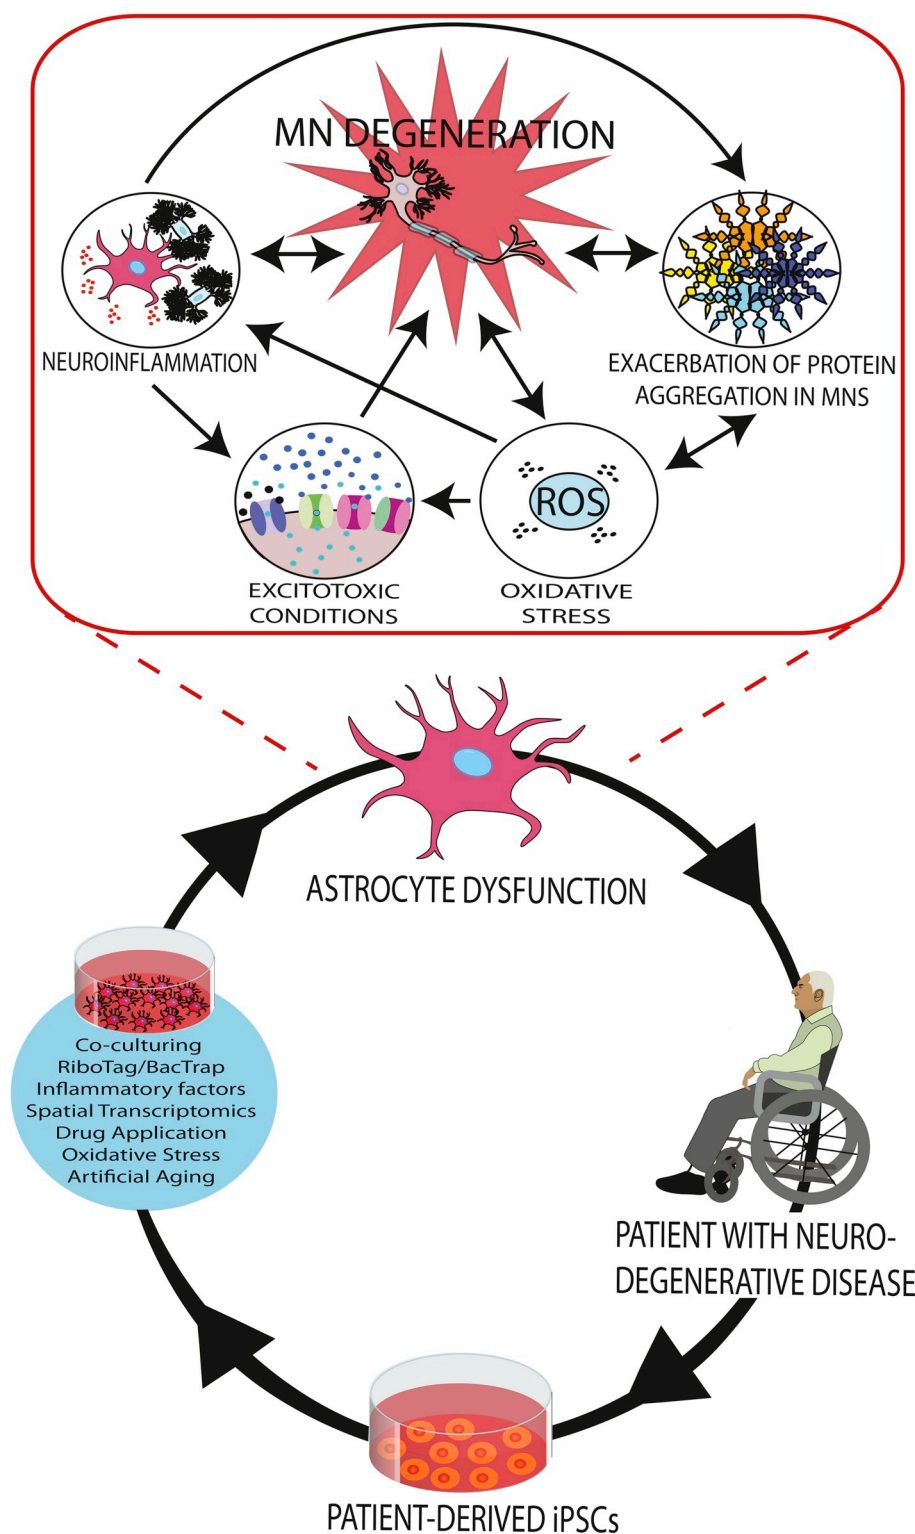 MN DEGENERATION
NEUROINFLAMMATION
EXACERBATION OF PROTEIN
AGGREGATION IN MNS
ROS
EXCITOTOXIC
CONDITIONS
OXIDATIVE
STRESS
ASTROCYTE DYSFUNCTION
Co-culturing
RiboTag/BacTrap
Inflammatory factors
Spatial Transcriptomics
Drug Application
Oxidative Stress
Artificial Aging
PATIENT WITH NEURO-
DEGENERATIVE DISEASE
PATIENT-DERIVED iPSCs